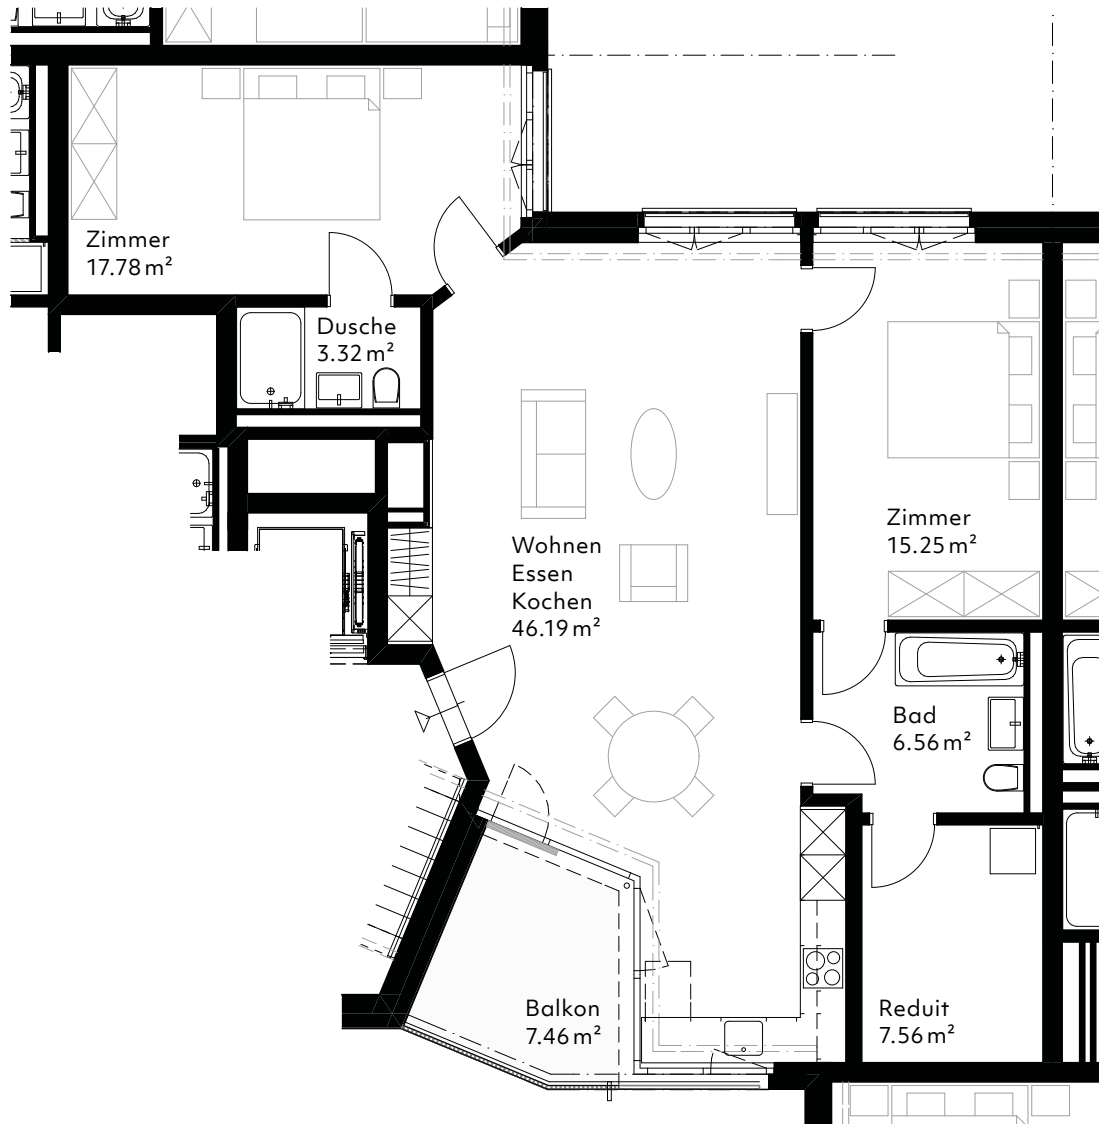 Zimmer
17.78 m²
Dusche
3.32 m²
Wohnen
Essen
Kochen
46.19 m²
Zimmer
15.25 m²
Bad
6.56 m²
Balkon
7.46 m²
Reduit
7.56 m²